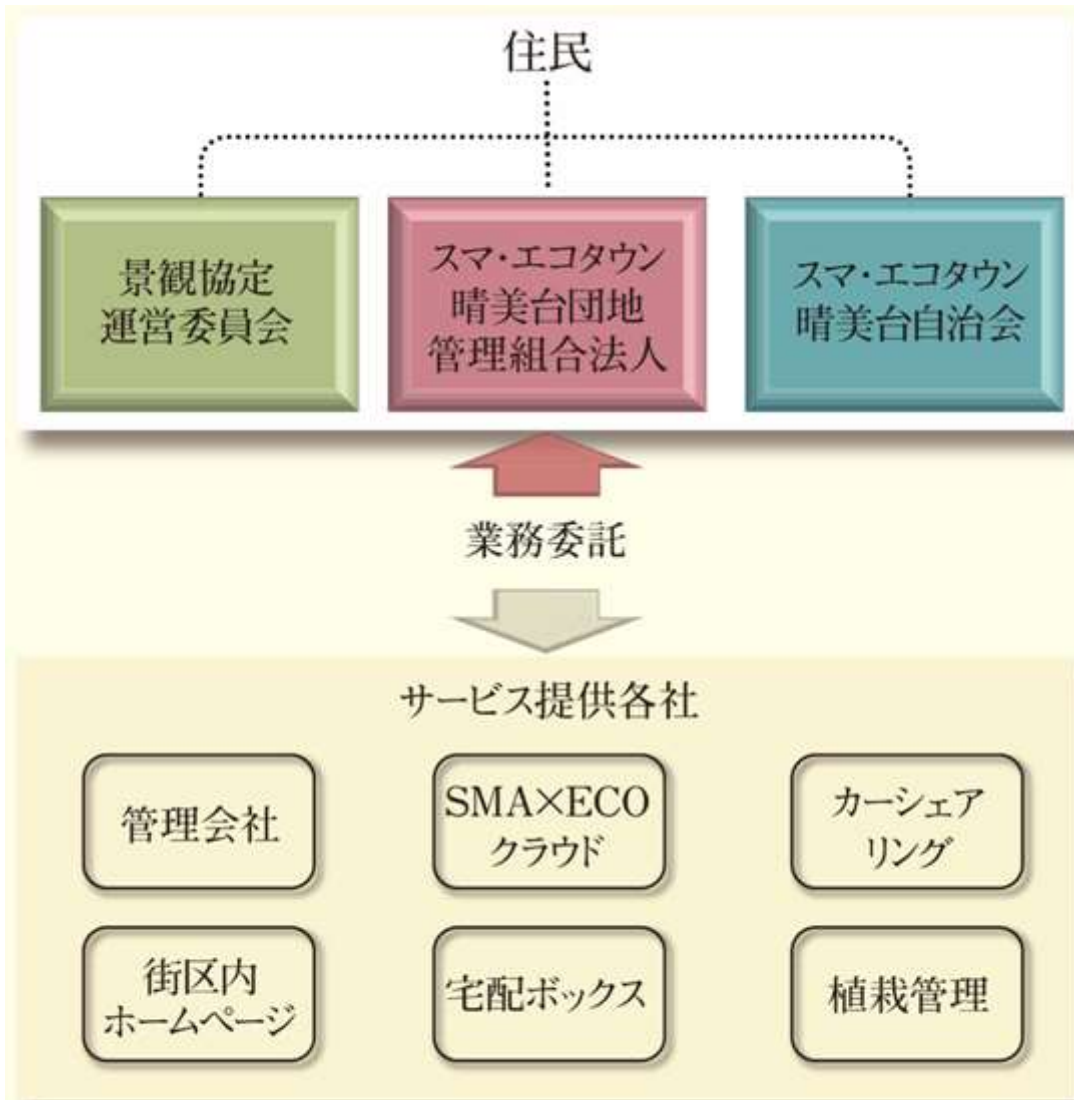 住民
景観協定
運営委員会
スマ・エコタウン
晴美台団地
管理組合法人
スマ・エコタウン
晴美台自治会
業務委託
サービス提供各社
管理会社
SMA×ECO
クラウド
カーシェア
リング
街区内
ホームページ
宅配ボックス
植栽管理